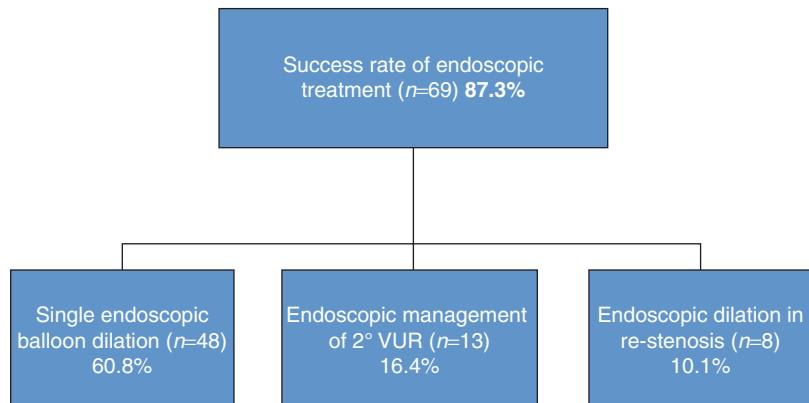 Success rate of endoscopic
treatment (n=69) 87.3%
Single endoscopic
balloon dilation (n=48)
60.8%
Endoscopic management
of 2° VUR (n=13)
16.4%
Endoscopic dilation in
re-stenosis (n=8)
10.1%